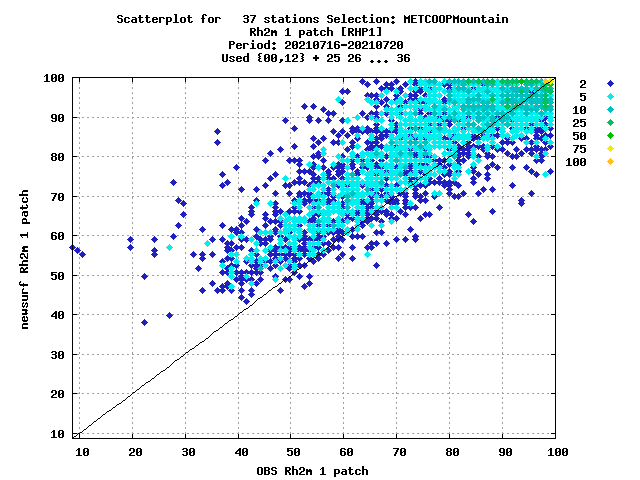 Scatterplot for   37 stations Selection: METCOOPMountain
Rh2m 1 patch [RHP1]
Period: 20210716-20210720
Used {00,12} + 25 26 ... 36
100
90
80
70
60
50
40
30
20
10
newsurf Rh2m 1 patch
10 20 30 40 50 60 70 80 90 100
OBS Rh2m 1 patch
2
5
10
25
50
75
100